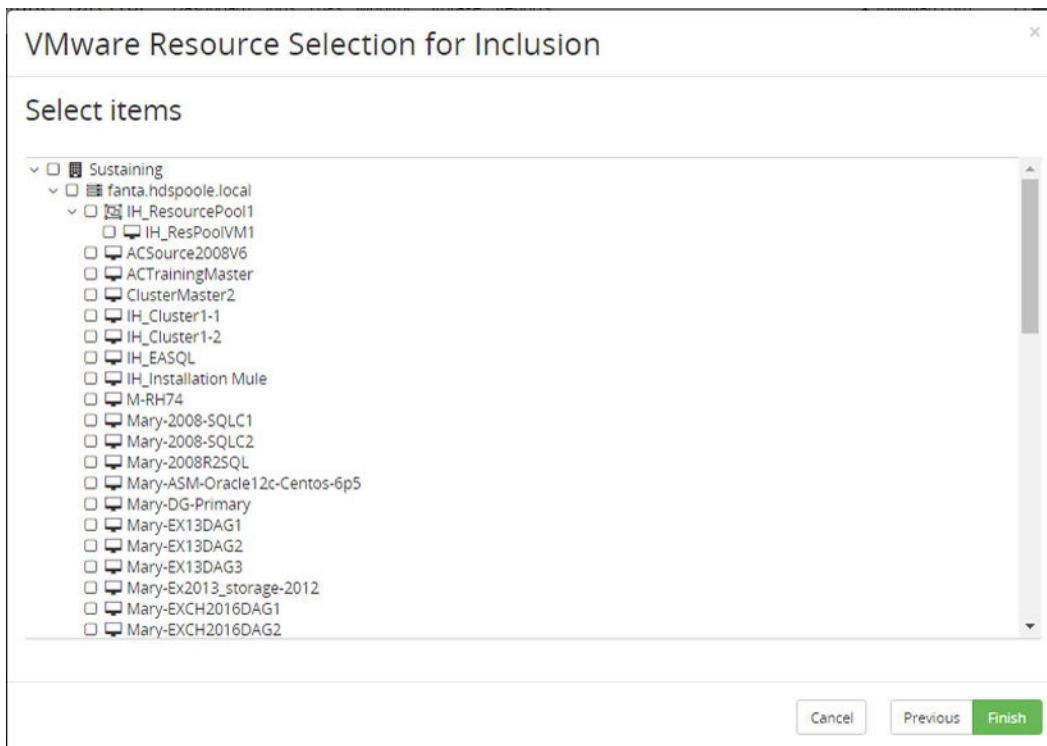 VMware Resource Selection for Inclusion
Select items
Sustaining
fanta.hdspoole.local
IH_ResourcePool1
IH_ResPoolVM1
ACSource2008V6
ACTrainingMaster
ClusterMaster2
IH_Cluster1-1
IH_Cluster1-2
IH_EASQL
IH_Installation Mule
M-RH74
Mary-2008-SQLC1
Mary-2008-SQLC2
Mary-2008R2SQL
Mary-ASM-Oracle12c-Centos-6p5
Mary-DG-Primary
Mary-EX13DAG1
Mary-EX13DAG2
Mary-EX13DAG3
Mary-Ex2013_storage-2012
Mary-EXCH2016DAG1
Mary-EXCH2016DAG2
Cancel Previous Finish